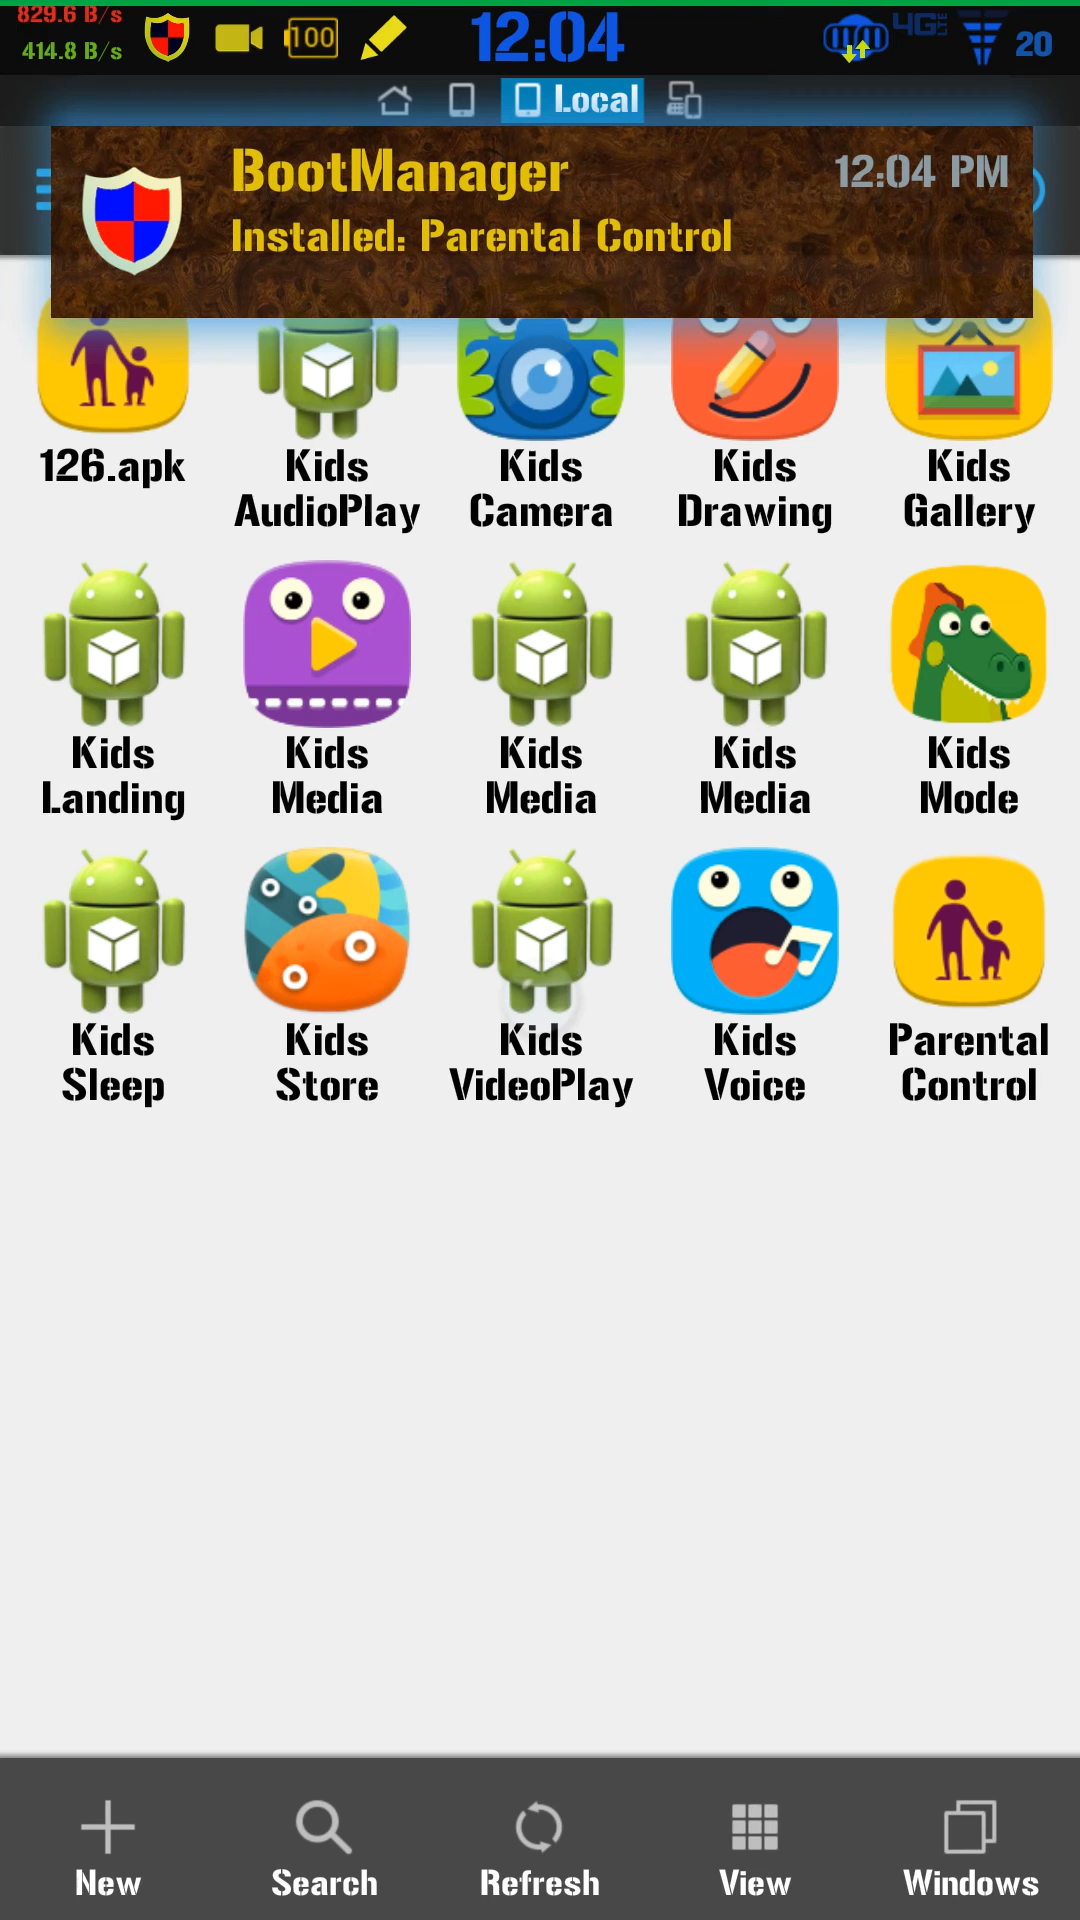 829.6 B/s
414.8 B/s
100
12:04
4G LTE
20
Local
BootManager
12:04 PM
Installed: Parental Control
126.apk
Kids AudioPlay
Kids Camera
Kids Drawing
Kids Gallery
Kids Landing
Kids Media
Kids Media
Kids Media
Kids Mode
Kids Sleep
Kids Store
Kids VideoPlay
Kids Voice
Parental Control
New
Search
Refresh
View
Windows